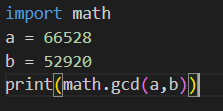 import math
a = 66528
b = 52920
print(math.gcd(a,b))